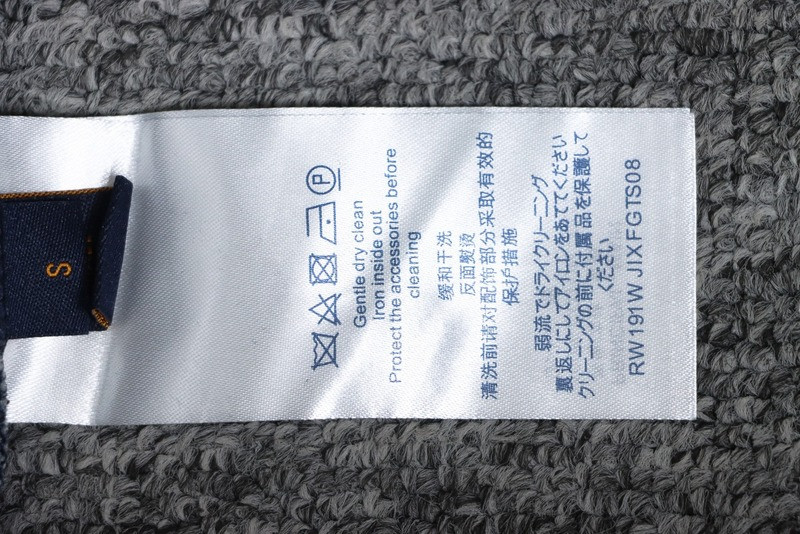 S
P
Gentle dry clean
Iron inside out
Protect the accessories before
cleaning
缓和干洗
反面熨烫
清洗前请对配饰部分采取有效的
保护措施
弱流でドライクリーニング
裏返しにしてアイロンをあててください
クリーニングの前に付属品を保護して
ください
RW191W JIXFGTS08